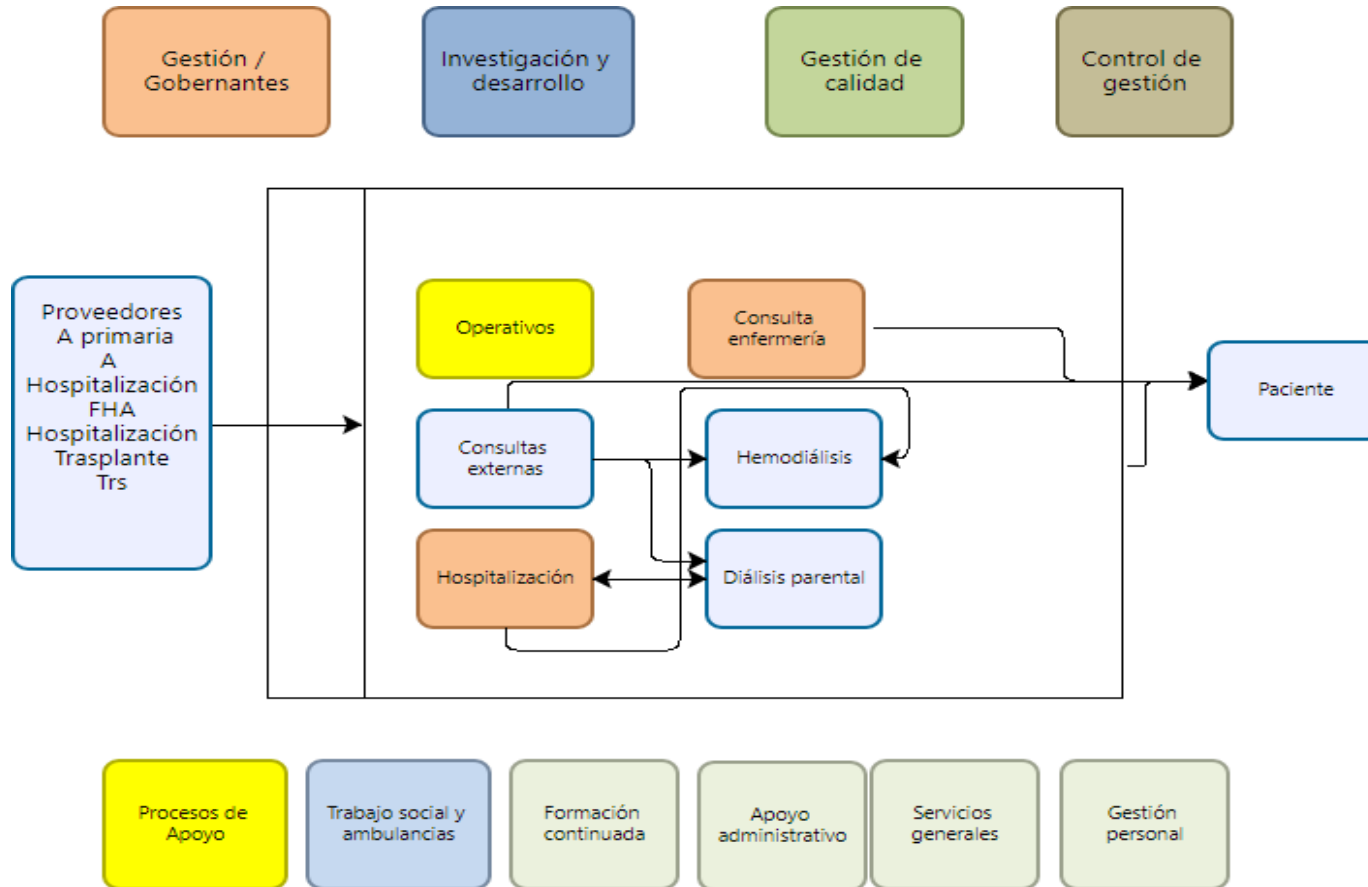 Gestión /
Gobernantes
Investigación y
desarrollo
Gestión de
calidad
Control de
gestión
Proveedores
A primaria
A
Hospitalización
FHA
Hospitalización
Trasplante
Trs
Operativos
Consulta
enfermería
Paciente
Consultas
externas
Hemodiálisis
Hospitalización
Diálisis parental
Procesos de
Apoyo
Trabajo social y
ambulancias
Formación
continuada
Apoyo
administrativo
Servicios
generales
Gestión
personal